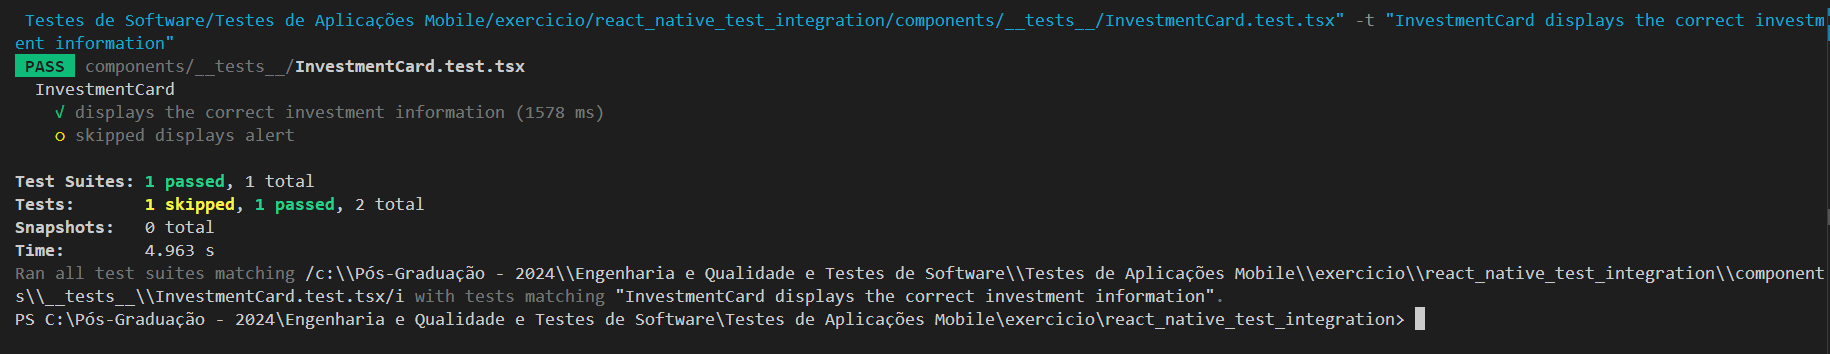 Testes de Software/Testes de Aplicações Mobile/exercicio/react_native_test_integration/components/__tests__/InvestmentCard.test.tsx" -t "InvestmentCard displays the correct investm
ent information"
PASS components/__tests__/InvestmentCard.test.tsx
InvestmentCard
√ displays the correct investment information (1578 ms)
○ skipped displays alert
Test Suites: 1 passed, 1 total
Tests: 1 skipped, 1 passed, 2 total
Snapshots: 0 total
Time: 4.963 s
Ran all test suites matching /c:\\Pós-Graduação - 2024\\Engenharia e Qualidade e Testes de Software\\Testes de Aplicações Mobile\\exercicio\\react_native_test_integration\\component
s\\__tests__\\InvestmentCard.test.tsx/i with tests matching "InvestmentCard displays the correct investment information".
PS C:\Pós-Graduação - 2024\Engenharia e Qualidade e Testes de Software\Testes de Aplicações Mobile\exercicio\react_native_test_integration>